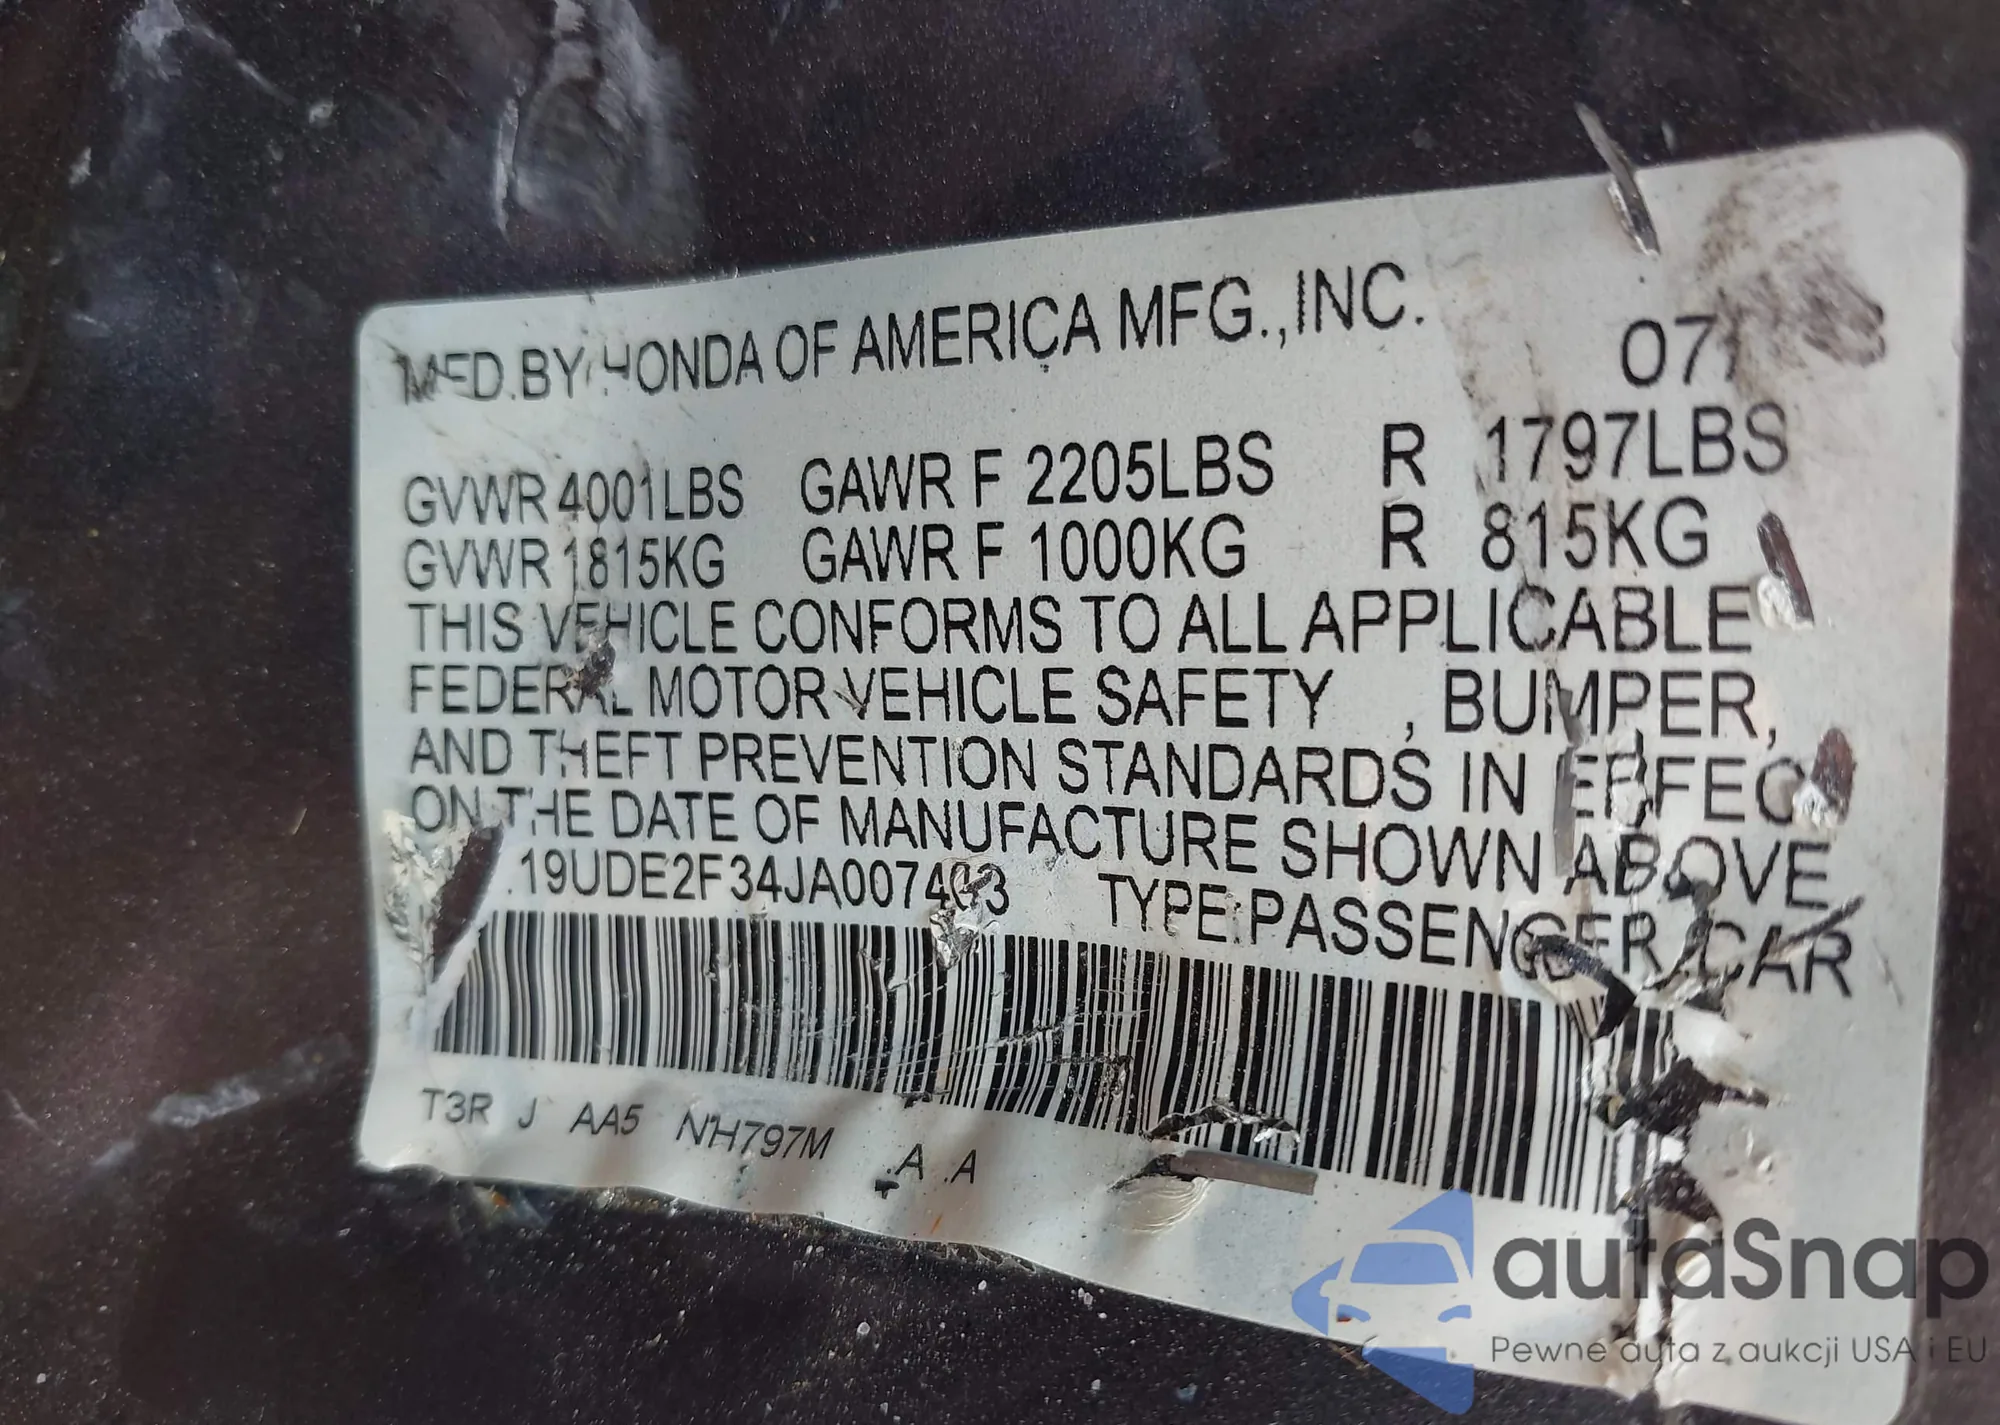 MFD. BY HONDA OF AMERICA MFG., INC. 07/
GVWR 4001LBS GAWR F 2205LBS R 1797LBS
GVWR 1815KG GAWR F 1000KG R 815KG
THIS VEHICLE CONFORMS TO ALL APPLICABLE
FEDERAL MOTOR VEHICLE SAFETY , BUMPER,
AND THEFT PREVENTION STANDARDS IN EFFEC
ON THE DATE OF MANUFACTURE SHOWN ABOVE
19UDE2F34JA007403 TYPE:PASSENGER CAR
T3R J AA5 NH797M .A .A
autaSnap
Pewne auta z aukcji USA i EU